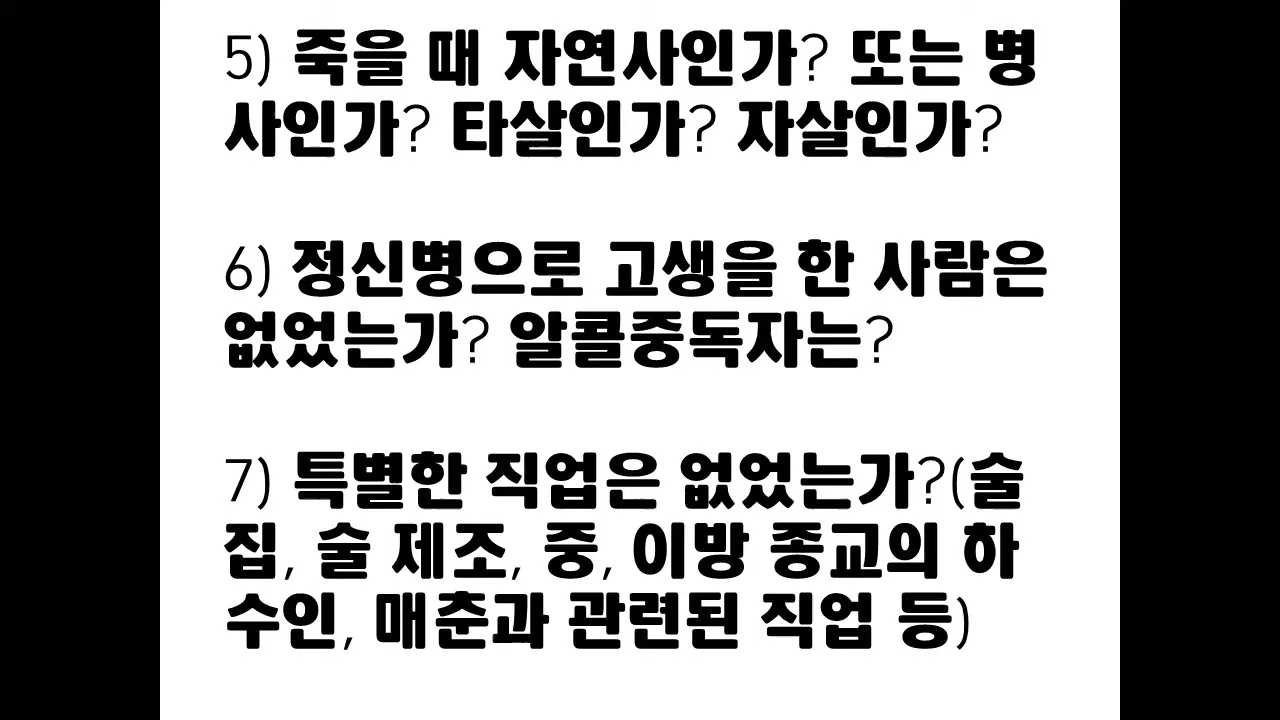 5) 죽을 때 자연사인가? 또는 병
사인가? 타살인가? 자살인가?
6) 정신병으로 고생을 한 사람은
없었는가? 알콜중독자는?
7) 특별한 직업은 없었는가?(술
집, 술 제조, 중, 이방 종교의 하
수인, 매춘과 관련된 직업 등)